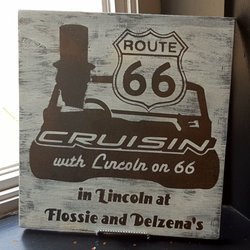 ROUTE
66
CRUISIN
with Lincoln on 66
in Lincoln at
Flossie and Delzena's